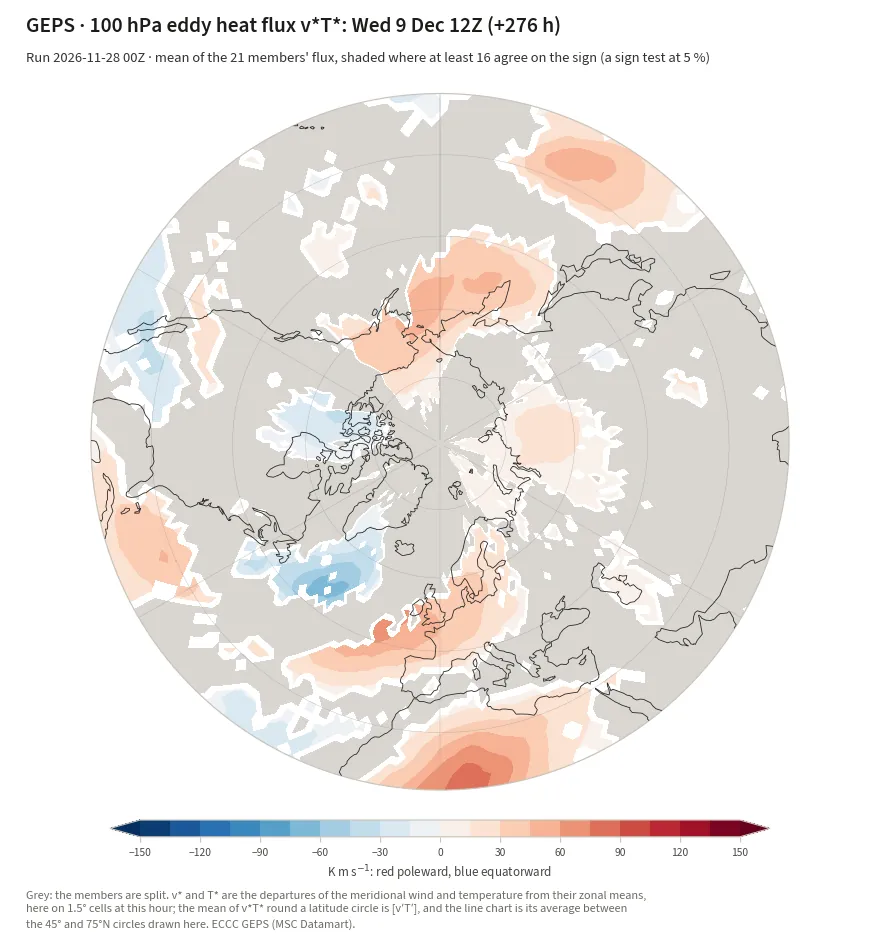 GEPS · 100 hPa eddy heat flux v*T*: Wed 9 Dec 12Z (+276 h)
Run 2026-11-28 00Z · mean of the 21 members' flux, shaded where at least 16 agree on the sign (a sign test at 5 %)
−150 −120 −90 −60 −30 0 30 60 90 120 150
K m s⁻¹: red poleward, blue equatorward
Grey: the members are split. v* and T* are the departures of the meridional wind and temperature from their zonal means,
here on 1.5° cells at this hour; the mean of v*T* round a latitude circle is [v′T′], and the line chart is its average between
the 45° and 75°N circles drawn here. ECCC GEPS (MSC Datamart).